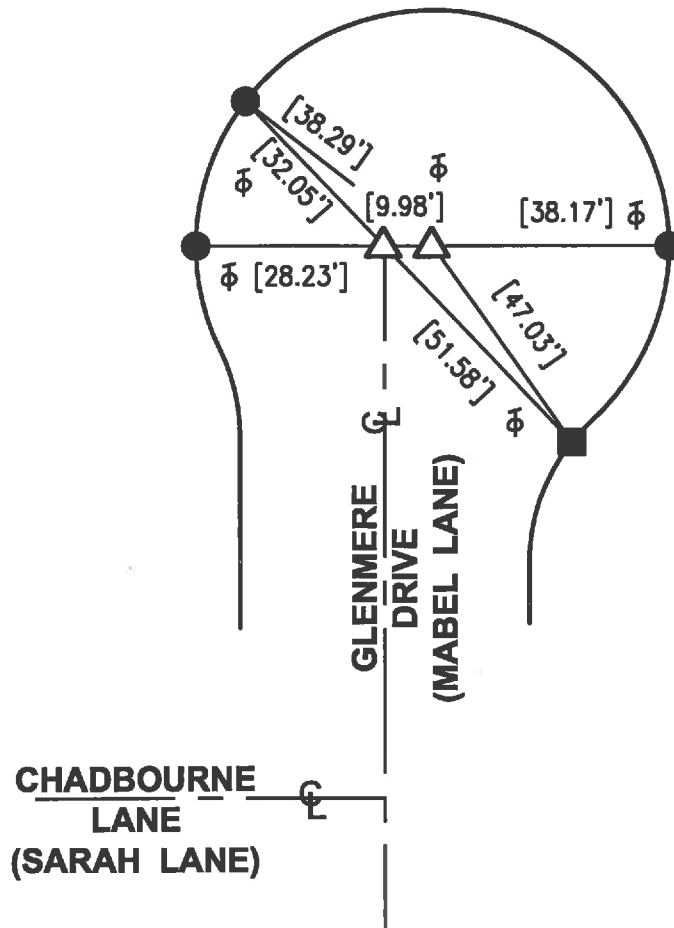 [38.29']
[32.05']
[9.98']
[38.17']
[28.23']
[47.03']
[51.58']
℄
GLENMERE
DRIVE
(MABEL LANE)
CHADBOURNE
℄
LANE
(SARAH LANE)